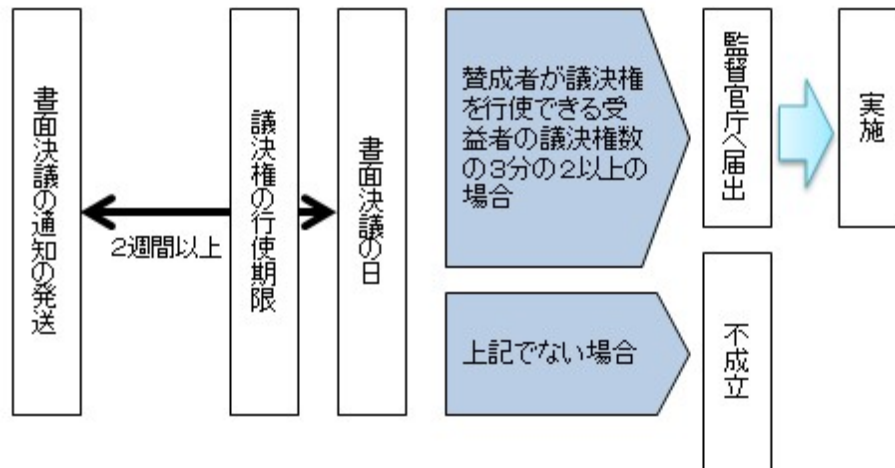 書面決議の通知の発送
2週間以上
議決権の行使期限
書面決議の日
賛成者が議決権
を行使できる受
益者の議決権数
の3分の2以上の
場合
監督官庁へ届出
実施
上記でない場合
不成立